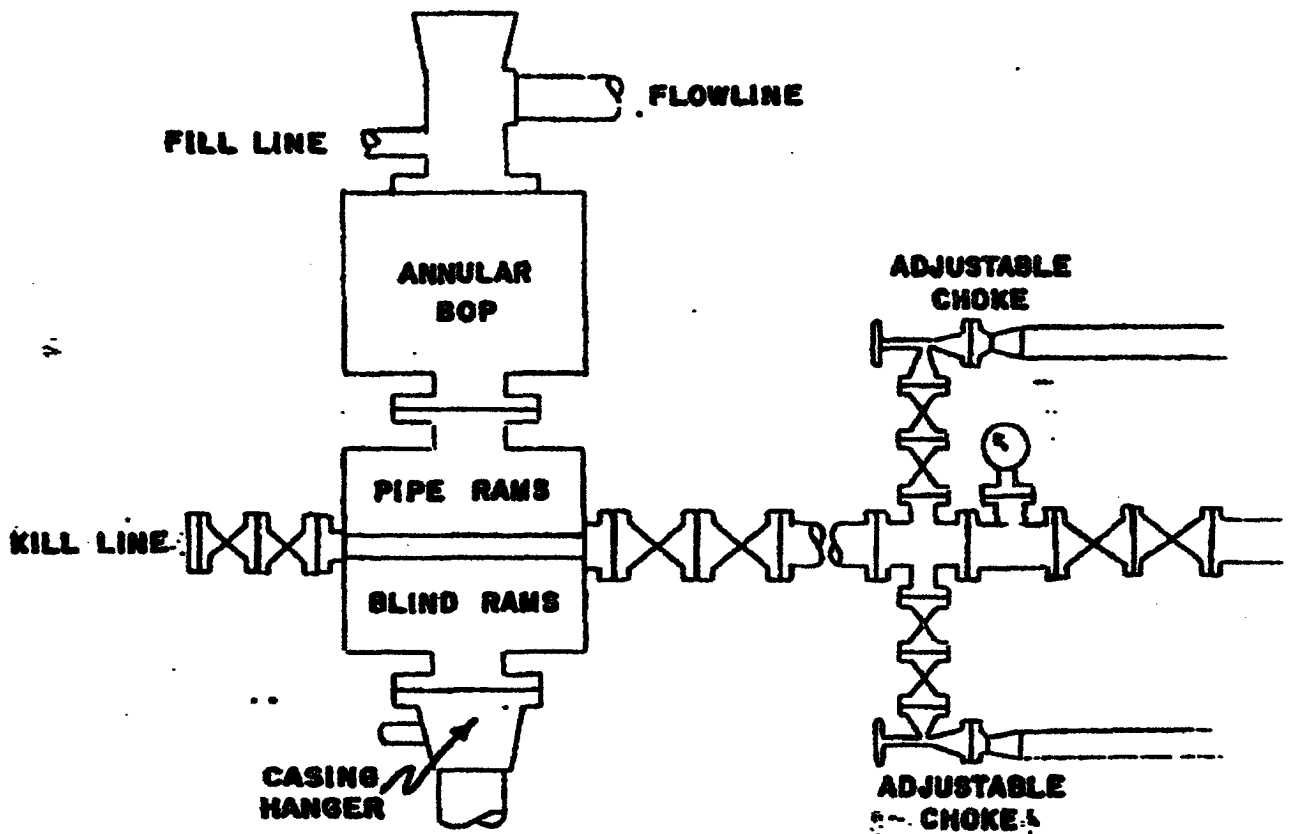 FLOWLINE
FILL LINE
ANNULAR
BOP
ADJUSTABLE
CHOKE
PIPE RAMS
KILL LINE
BLIND RAMS
CASING
HANGER
ADJUSTABLE
CHOKE